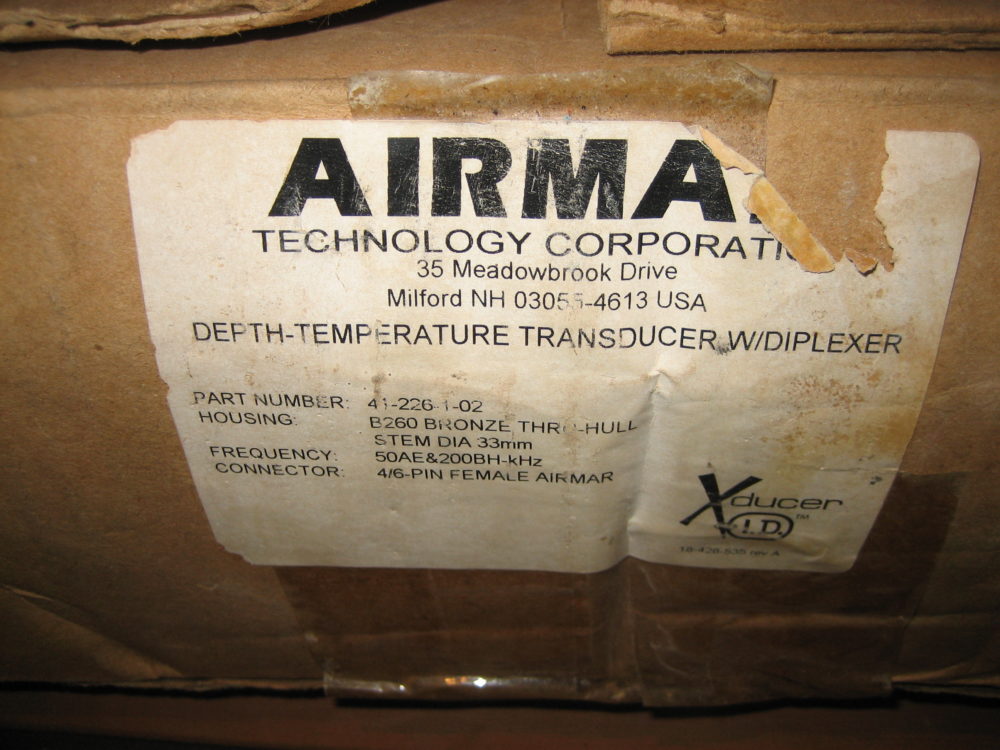 AIRMA
TECHNOLOGY CORPORATI
35 Meadowbrook Drive
Milford NH 03055-4613 USA
DEPTH-TEMPERATURE TRANSDUCER W/DIPLEXER
PART NUMBER: 41-226-1-02
HOUSING: B260 BRONZE THRU-HULL
STEM DIA 33mm
FREQUENCY: 50AE&200BH-kHz
CONNECTOR: 4/6-PIN FEMALE AIRMAR
Xducer
I.D.™
18-428-535 rev A